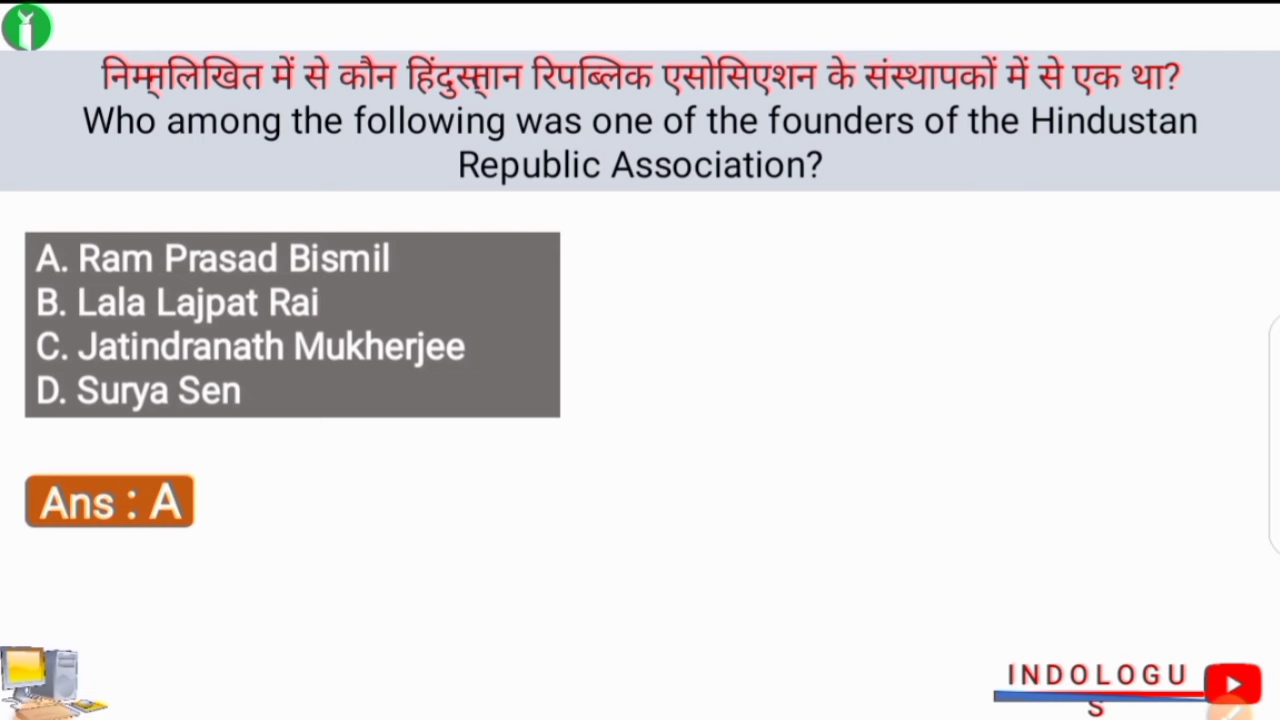 निम्नलिखित में से कौन हिंदुस्तान रिपब्लिक एसोसिएशन के संस्थापकों में से एक था?
Who among the following was one of the founders of the Hindustan
Republic Association?
A. Ram Prasad Bismil
B. Lala Lajpat Rai
C. Jatindranath Mukherjee
D. Surya Sen
Ans : A
INDOLOGU
S